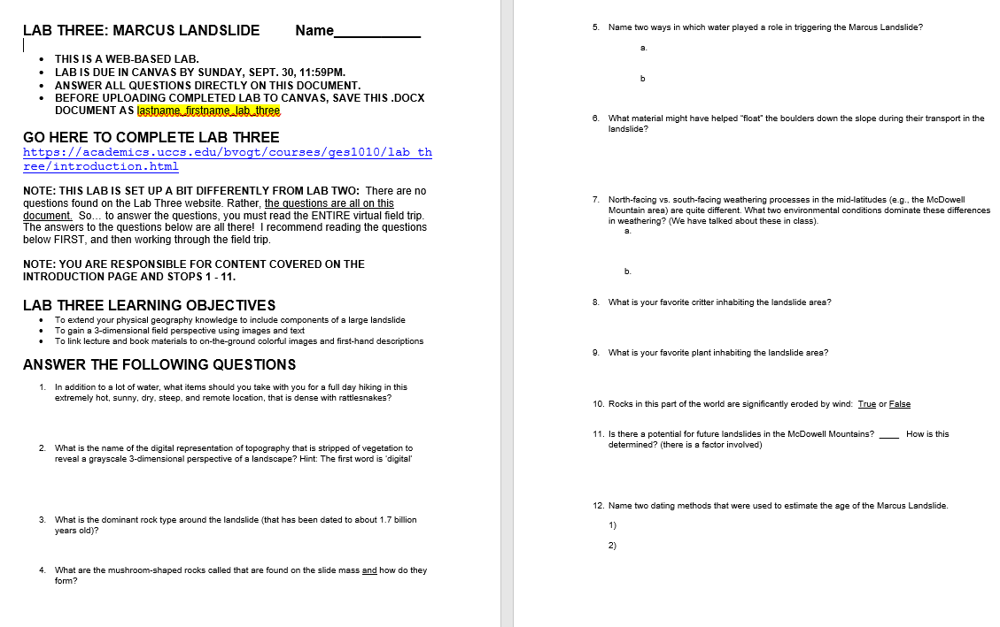 LAB THREE: MARCUS LANDSLIDE Name___________
• THIS IS A WEB-BASED LAB.
• LAB IS DUE IN CANVAS BY SUNDAY, SEPT. 30, 11:59PM.
• ANSWER ALL QUESTIONS DIRECTLY ON THIS DOCUMENT.
• BEFORE UPLOADING COMPLETED LAB TO CANVAS, SAVE THIS .DOCX
DOCUMENT AS lastname_firstname_lab_three
GO HERE TO COMPLETE LAB THREE
https://academics.uccs.edu/bvogt/courses/ges1010/lab_th
ree/introduction.html
NOTE: THIS LAB IS SET UP A BIT DIFFERENTLY FROM LAB TWO: There are no
questions found on the Lab Three website. Rather, the questions are all on this
document. So… to answer the questions, you must read the ENTIRE virtual field trip.
The answers to the questions below are all there! I recommend reading the questions
below FIRST, and then working through the field trip.
NOTE: YOU ARE RESPONSIBLE FOR CONTENT COVERED ON THE
INTRODUCTION PAGE AND STOPS 1 - 11.
LAB THREE LEARNING OBJECTIVES
• To extend your physical geography knowledge to include components of a large landslide
• To gain a 3-dimensional field perspective using images and text
• To link lecture and book materials to on-the-ground colorful images and first-hand descriptions
ANSWER THE FOLLOWING QUESTIONS
1. In addition to a lot of water, what items should you take with you for a full day hiking in this
extremely hot, sunny, dry, steep, and remote location, that is dense with rattlesnakes?
2. What is the name of the digital representation of topography that is stripped of vegetation to
reveal a grayscale 3-dimensional perspective of a landscape? Hint: The first word is ‘digital’
3. What is the dominant rock type around the landslide (that has been dated to about 1.7 billion
years old)?
4. What are the mushroom-shaped rocks called that are found on the slide mass and how do they
form?
5. Name two ways in which water played a role in triggering the Marcus Landslide?
a.
b
6. What material might have helped “float” the boulders down the slope during their transport in the
landslide?
7. North-facing vs. south-facing weathering processes in the mid-latitudes (e.g., the McDowell
Mountain area) are quite different. What two environmental conditions dominate these differences
in weathering? (We have talked about these in class).
a.
b.
8. What is your favorite critter inhabiting the landslide area?
9. What is your favorite plant inhabiting the landslide area?
10. Rocks in this part of the world are significantly eroded by wind: True or False
11. Is there a potential for future landslides in the McDowell Mountains? ____ How is this
determined? (there is a factor involved)
12. Name two dating methods that were used to estimate the age of the Marcus Landslide.
1)
2)